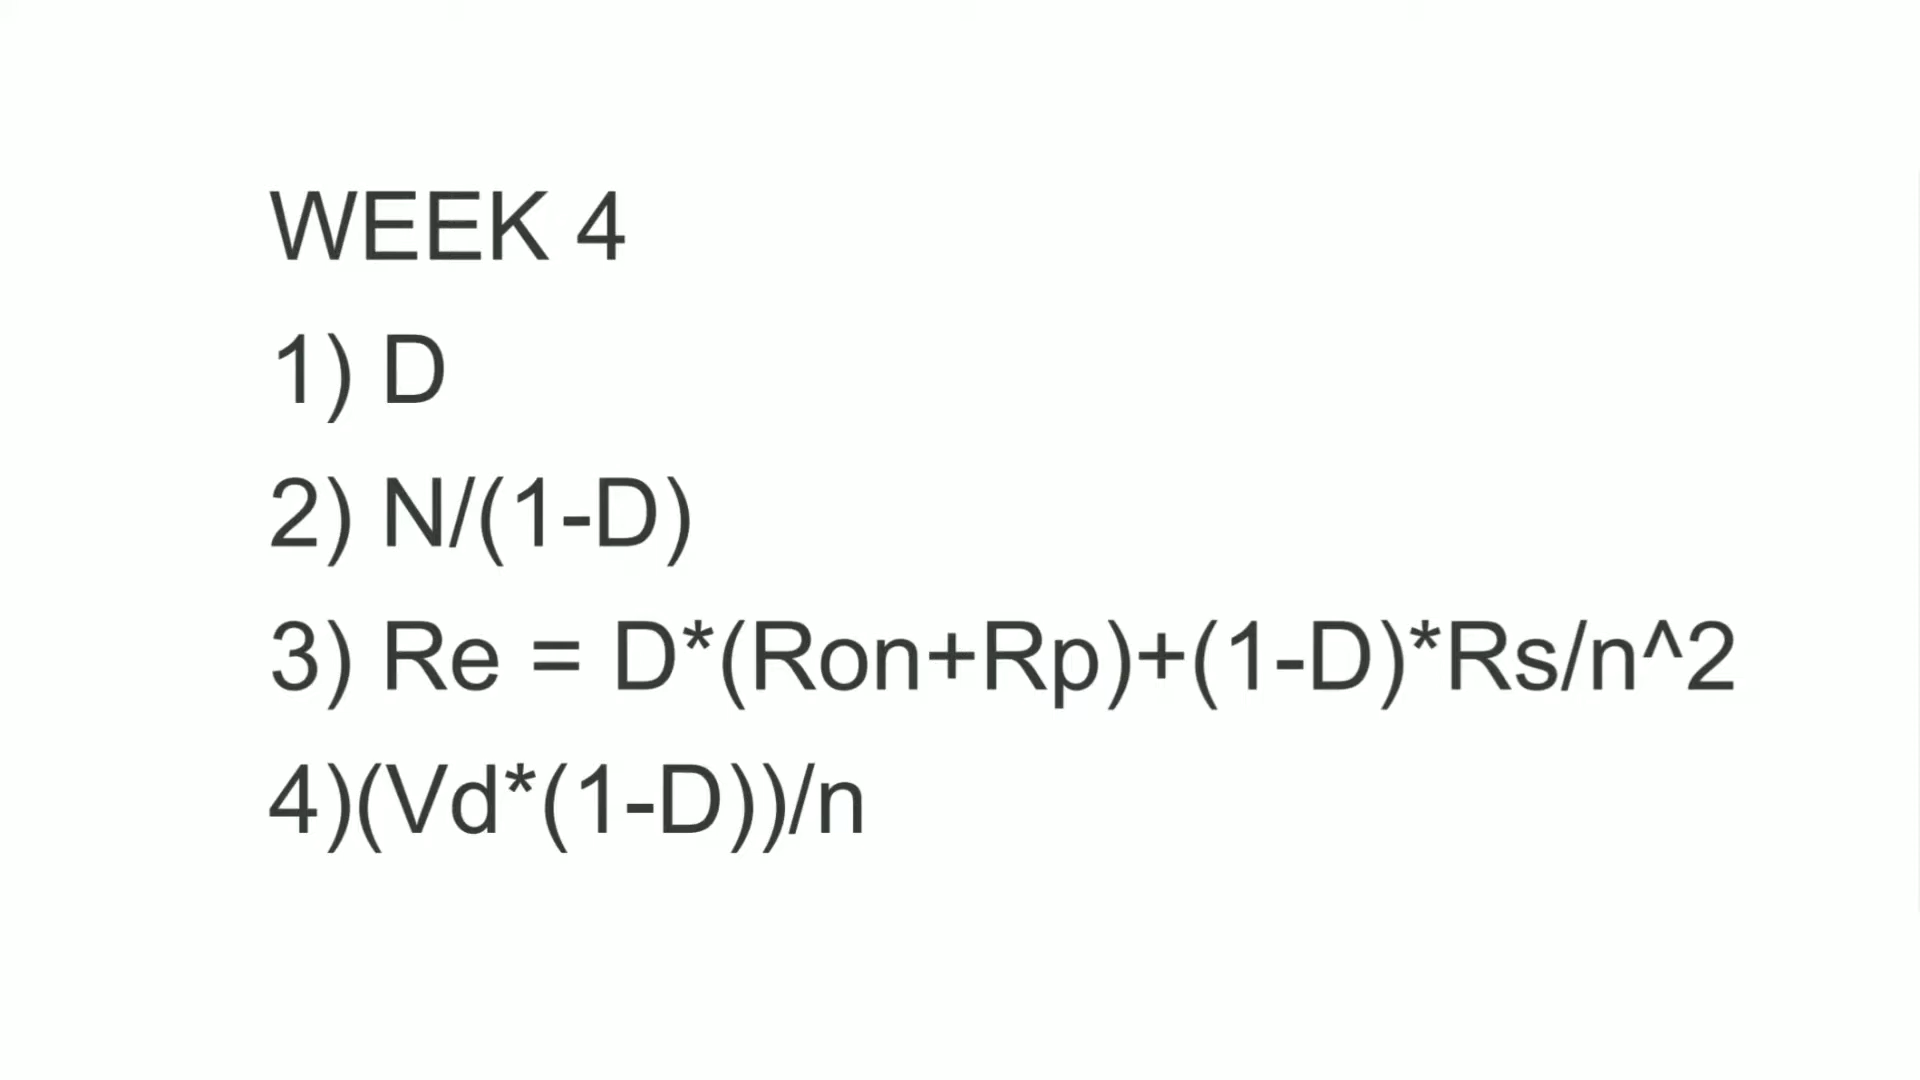 WEEK 4
1) D
2) N/(1-D)
3) Re = D*(Ron+Rp)+(1-D)*Rs/n^2
4)(Vd*(1-D))/n